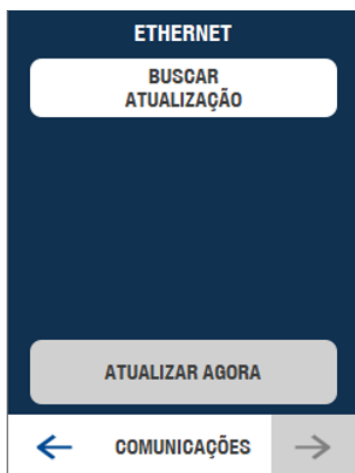 ETHERNET
BUSCAR
ATUALIZAÇÃO
ATUALIZAR AGORA
COMUNICAÇÕES